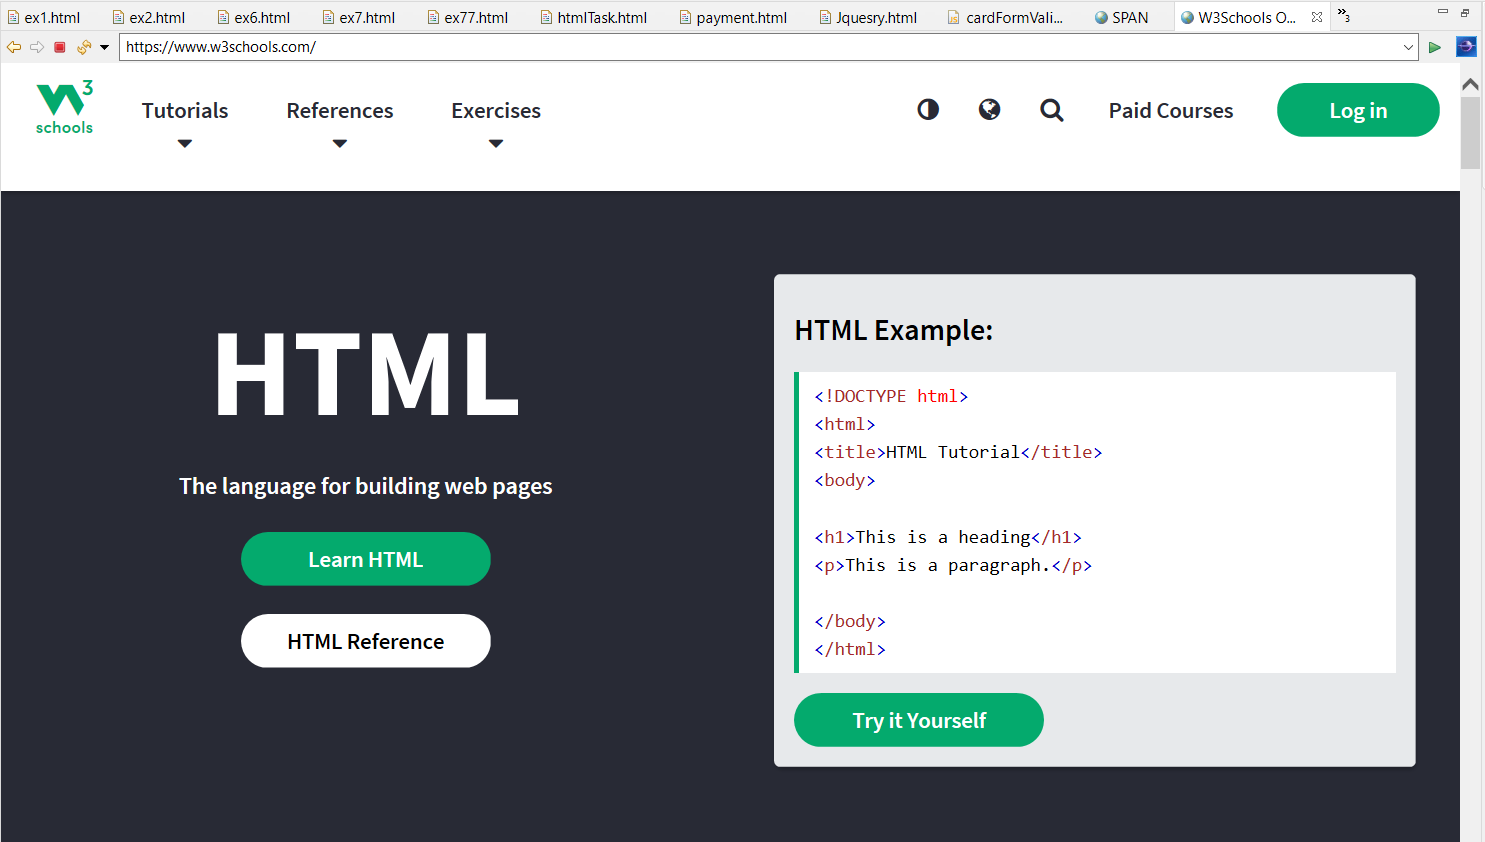 ex1.html ex2.html ex6.html ex7.html ex77.html htmlTask.html payment.html Jquesry.html cardFormVali... SPAN W3Schools O... »3
https://www.w3schools.com/
3
schools
Tutorials References Exercises Paid Courses Log in
HTML
The language for building web pages
Learn HTML
HTML Reference
HTML Example:
<!DOCTYPE html>
<html>
<title>HTML Tutorial</title>
<body>
<h1>This is a heading</h1>
<p>This is a paragraph.</p>
</body>
</html>
Try it Yourself